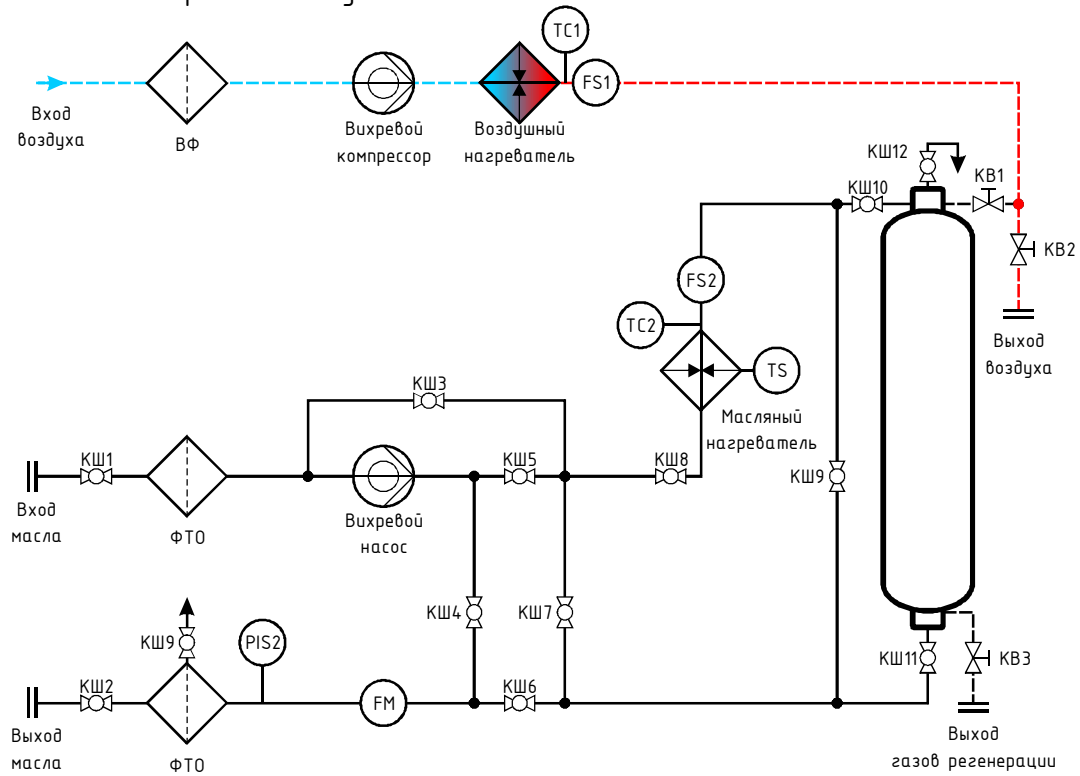 TC1
FS1
Вход
воздуха
ВФ
Вихревой
компрессор
Воздушный
нагреватель
КШ12
КВ1
КШ10
КВ2
FS2
TC2
TS
Выход
воздуха
Масляный
нагреватель
КШ3
КШ1
КШ5
КШ8
КШ9
Вход
масла
ФТО
Вихревой
насос
КШ4
КШ7
КШ9
PIS2
КШ11
КВ3
КШ2
FM
КШ6
Выход
масла
ФТО
Выход
газов регенерации